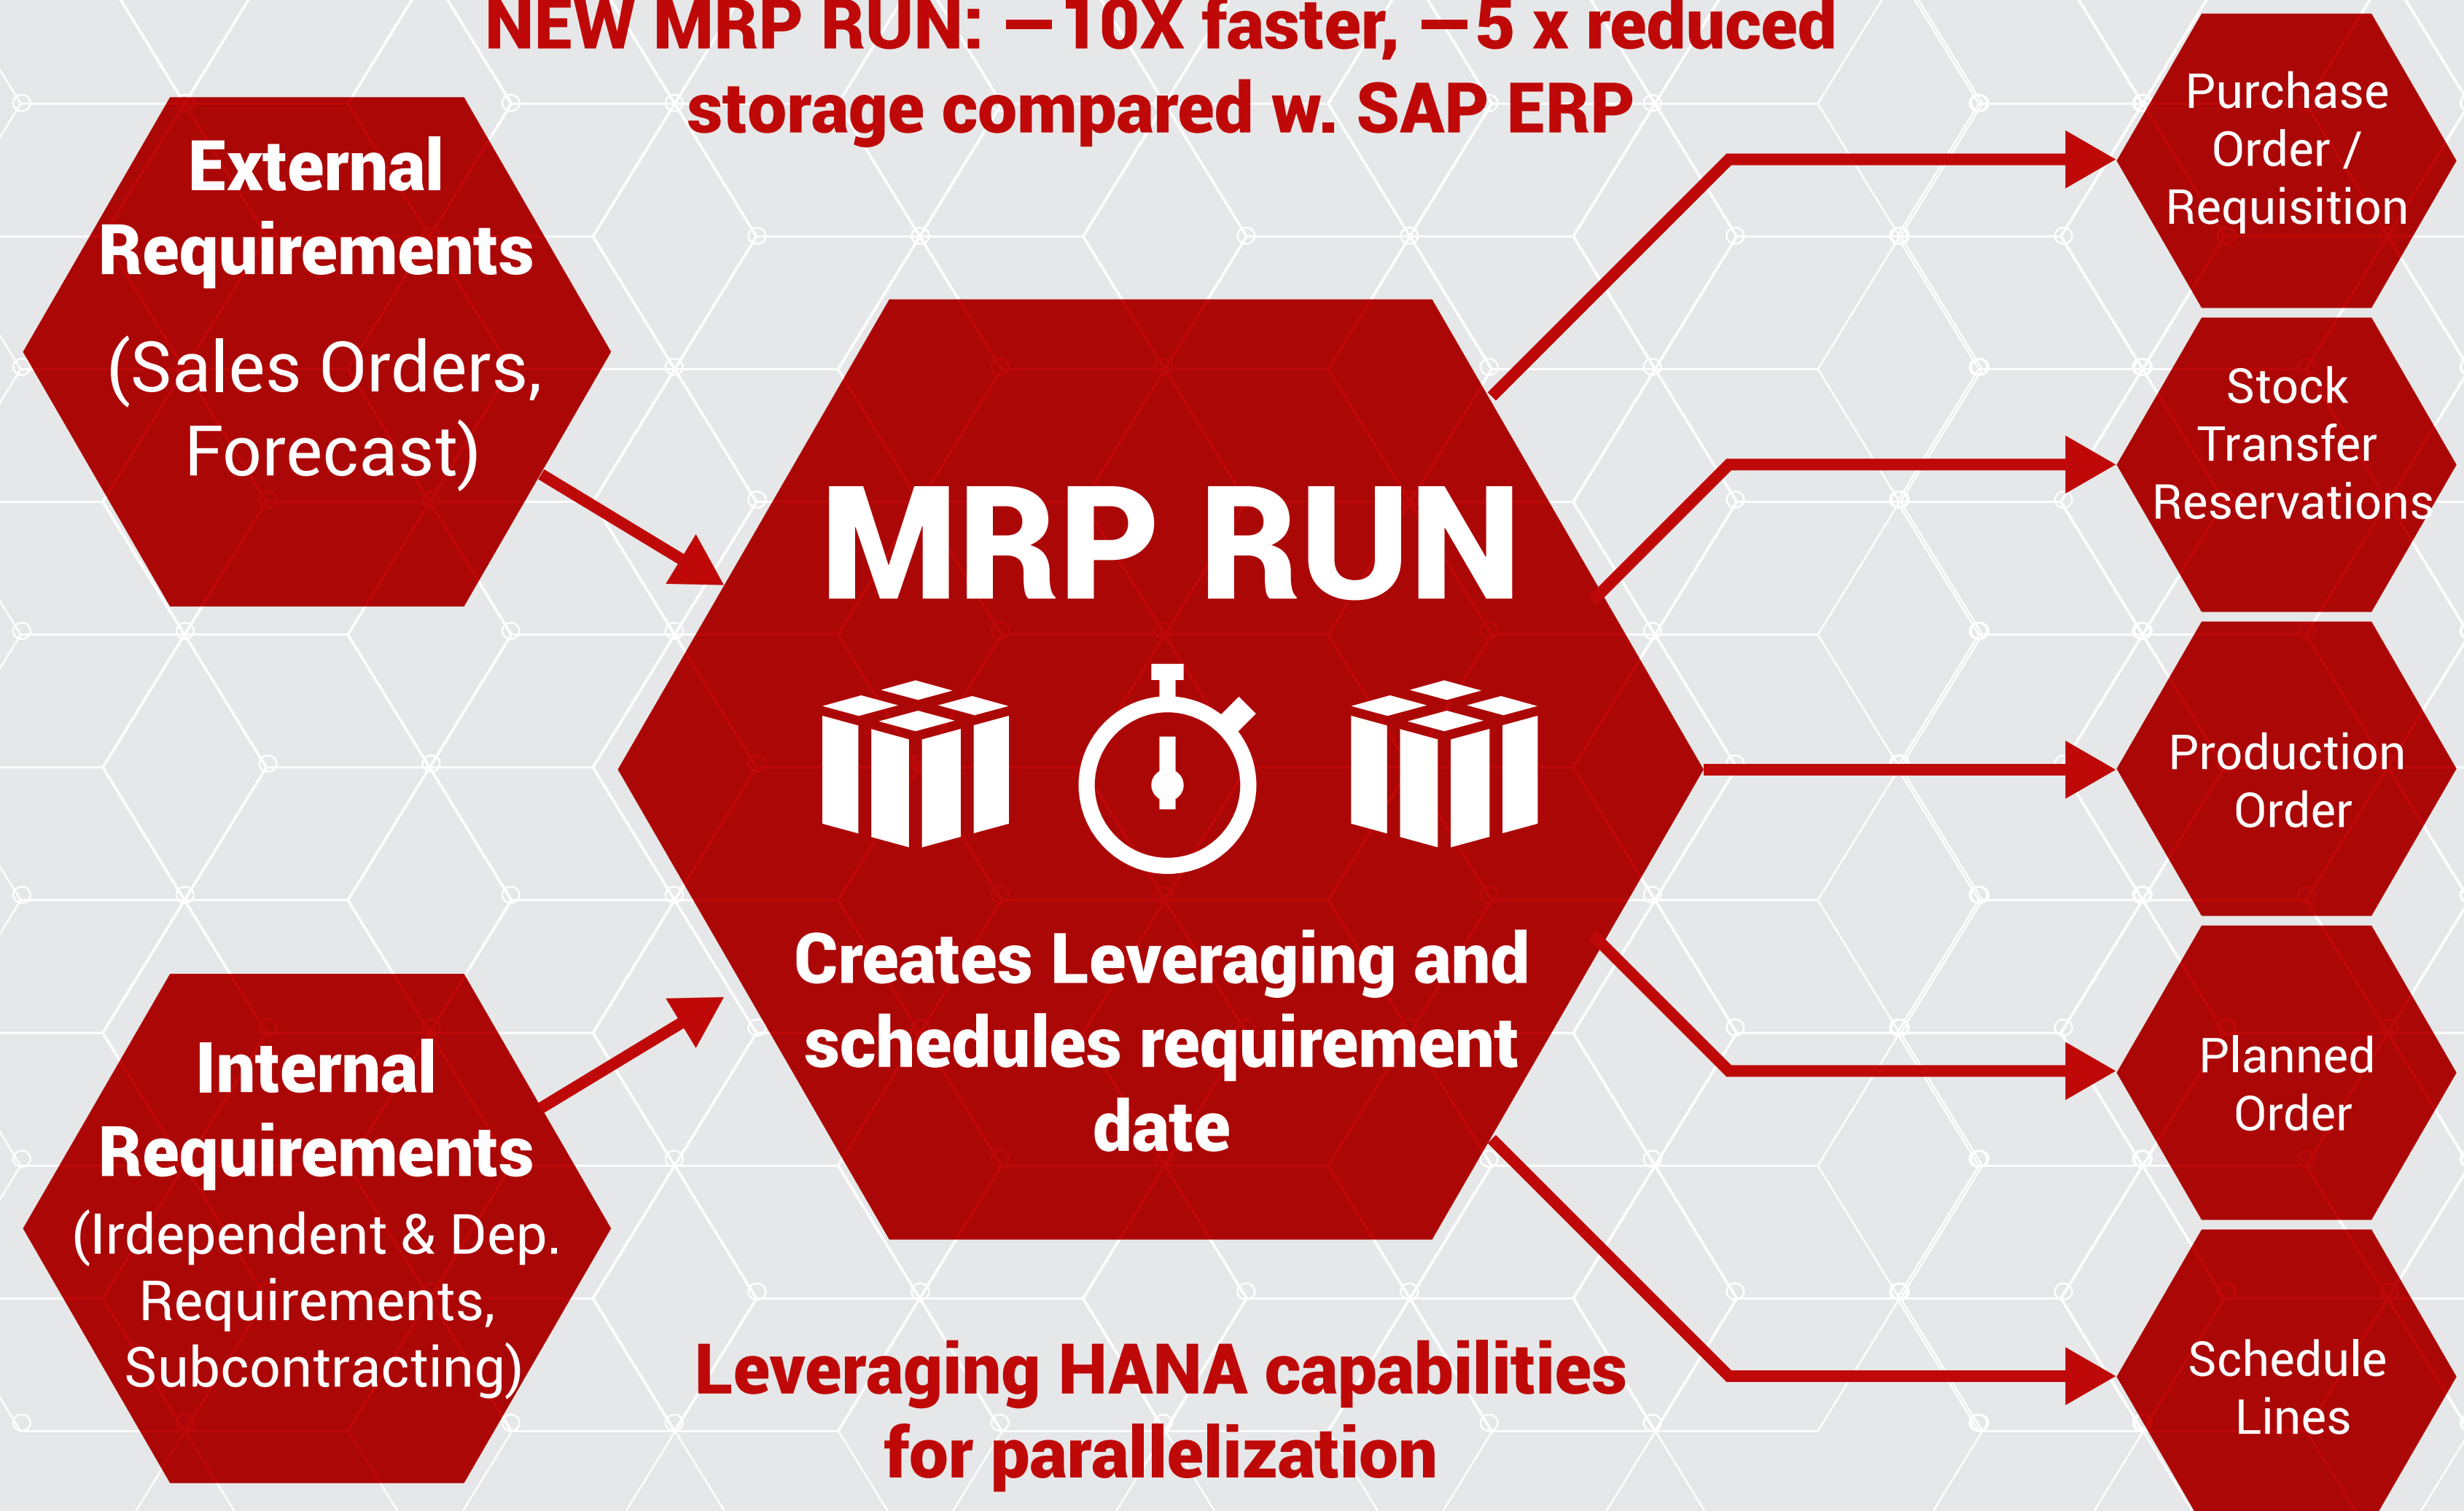 NEW MRP RUN: —10X faster, —5 x reduced
storage compared w. SAP ERP
External
Requirements
(Sales Orders,
Forecast)
Internal
Requirements
(Irdependent & Dep.
Requirements,
Subcontracting)
MRP RUN
Creates Leveraging and
schedules requirement
date
Leveraging HANA capabilities
for parallelization
Purchase
Order /
Requisition
Stock
Transfer
Reservations
Production
Order
Planned
Order
Schedule
Lines